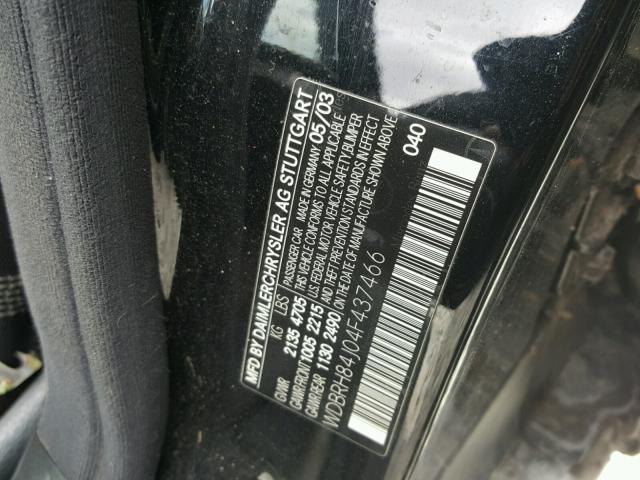 MFG BY DAIMLERCHRYSLER AG STUTTGART
KG LBS PASSENGER CAR MADE IN GERMANY 05/03
GVWR 2135 4705 THIS VEHICLE CONFORMS TO ALL APPLICABLE
GAWR FRONT 1005 2215 U.S. FEDERAL MOTOR VEHICLE SAFETY BUMPER
GAWR REAR 1130 2490 AND THEFT PREVENTION STANDARDS IN EFFECT
ON THE DATE OF MANUFACTURE SHOWN ABOVE
WDBRH84J04F437466
040